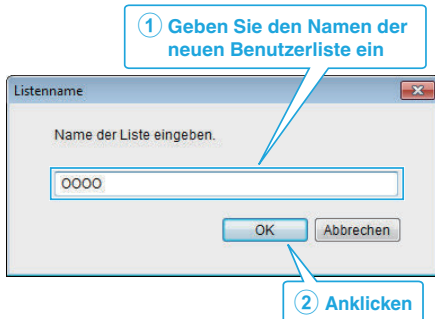 ① Geben Sie den Namen der
neuen Benutzerliste ein
Listenname
Name der Liste eingeben.
OOOO
OK Abbrechen
② Anklicken